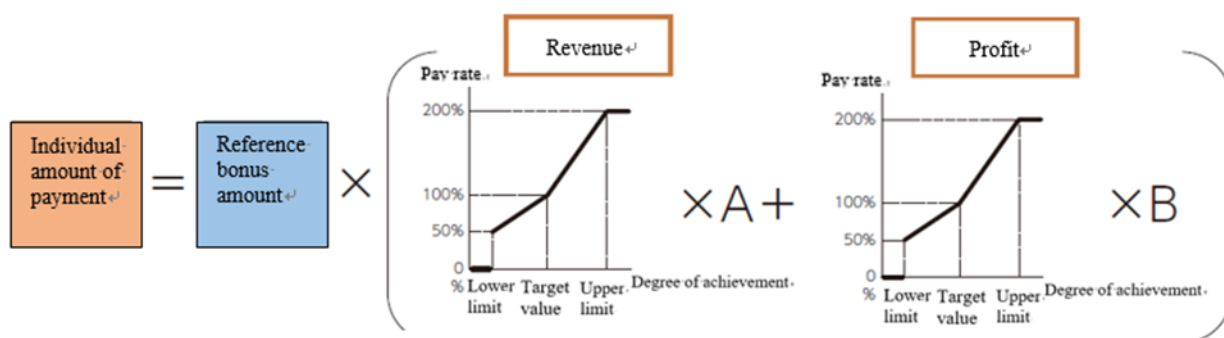 Revenue
Profit
Pay rate
Pay rate
200%
200%
Individual
amount of
payment
=
Reference
bonus
amount
×
100%
100%
×A+
×B
50%
50%
0
%
0
%
Lower
limit
Target
value
Upper
limit
Degree of achievement
Lower
limit
Target
value
Upper
limit
Degree of achievement